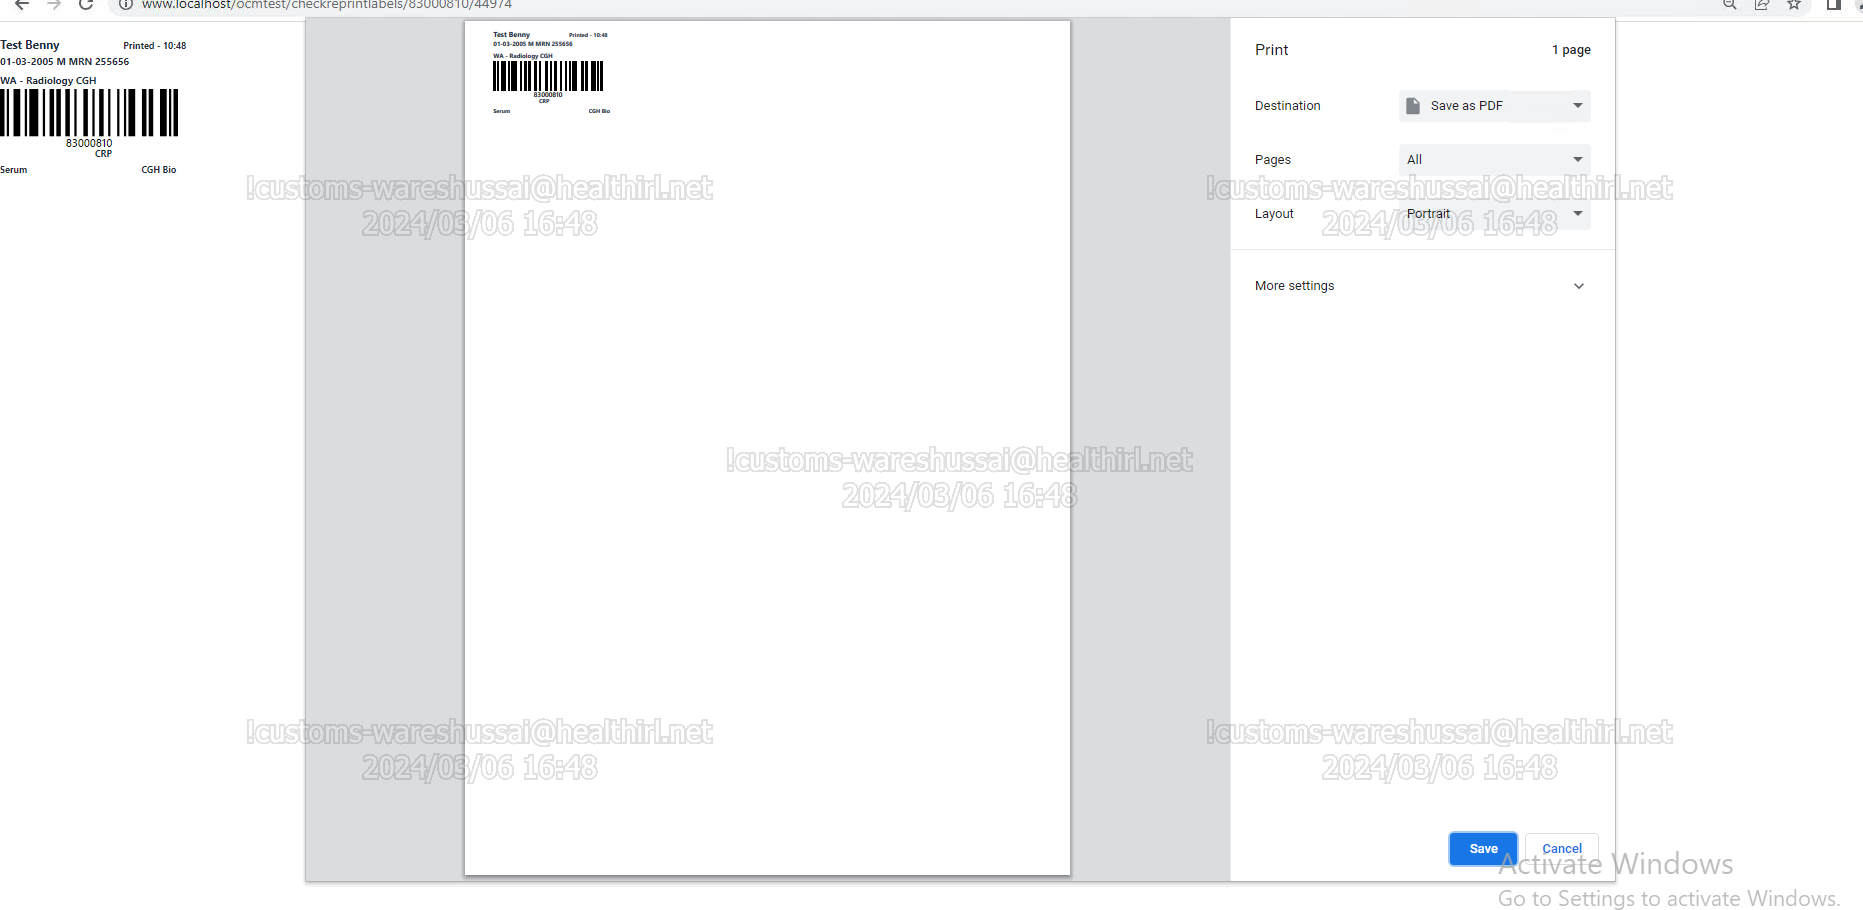 www.localhost/ocmtest/checkreprintlabels/83000810/44974
Test Benny Printed - 10:48
01-03-2005 M MRN 255656
WA - Radiology CGH
83000810
CRP
Serum CGH Bio
Test Benny Printed - 10:48
01-03-2005 M MRN 255656
WA - Radiology CGH
83000810
CRP
Serum CGH Bio
Print 1 page
Destination Save as PDF
Pages All
Layout Portrait
More settings
Save Cancel
!customs-wareshussai@healthirl.net
2024/03/06 16:48
!customs-wareshussai@healthirl.net
2024/03/06 16:48
!customs-wareshussai@healthirl.net
2024/03/06 16:48
!customs-wareshussai@healthirl.net
2024/03/06 16:48
!customs-wareshussai@healthirl.net
2024/03/06 16:48
Activate Windows
Go to Settings to activate Windows.